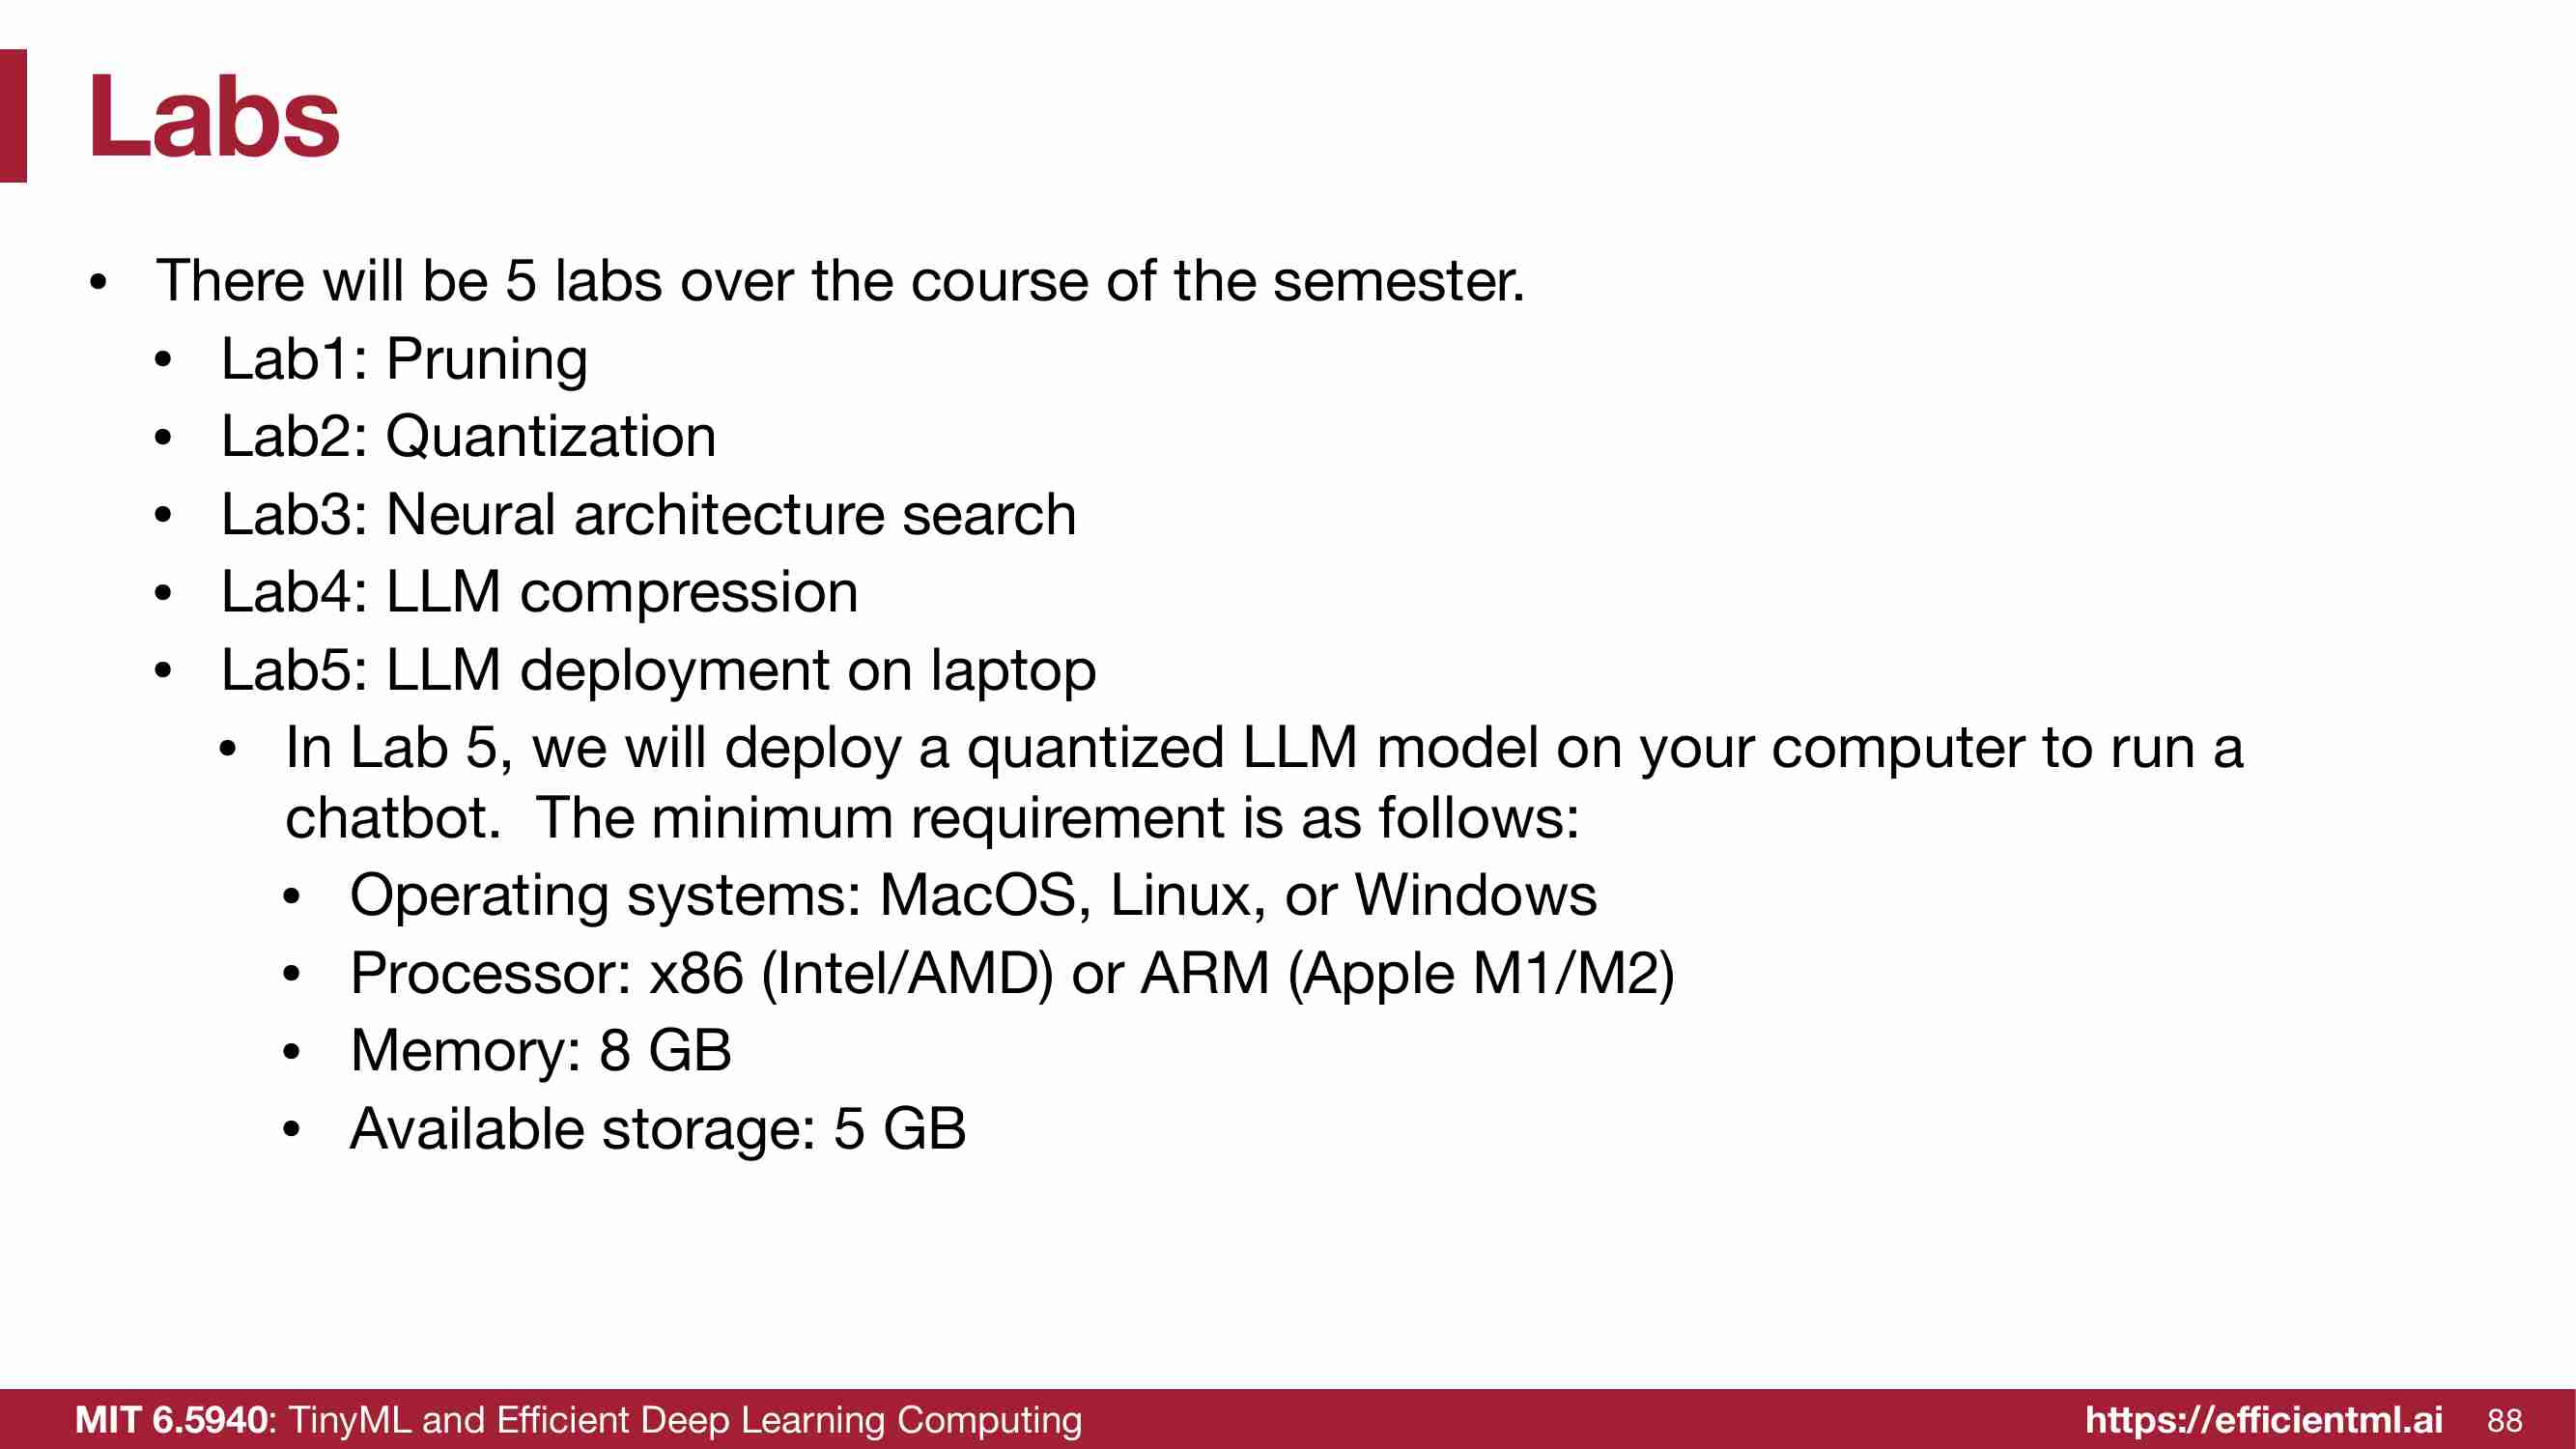 Labs
• There will be 5 labs over the course of the semester.
• Lab1: Pruning
• Lab2: Quantization
• Lab3: Neural architecture search
• Lab4: LLM compression
• Lab5: LLM deployment on laptop
• In Lab 5, we will deploy a quantized LLM model on your computer to run a
chatbot.  The minimum requirement is as follows:
• Operating systems: MacOS, Linux, or Windows
• Processor: x86 (Intel/AMD) or ARM (Apple M1/M2)
• Memory: 8 GB
• Available storage: 5 GB
MIT 6.5940: TinyML and Efficient Deep Learning Computing https://efficientml.ai 88